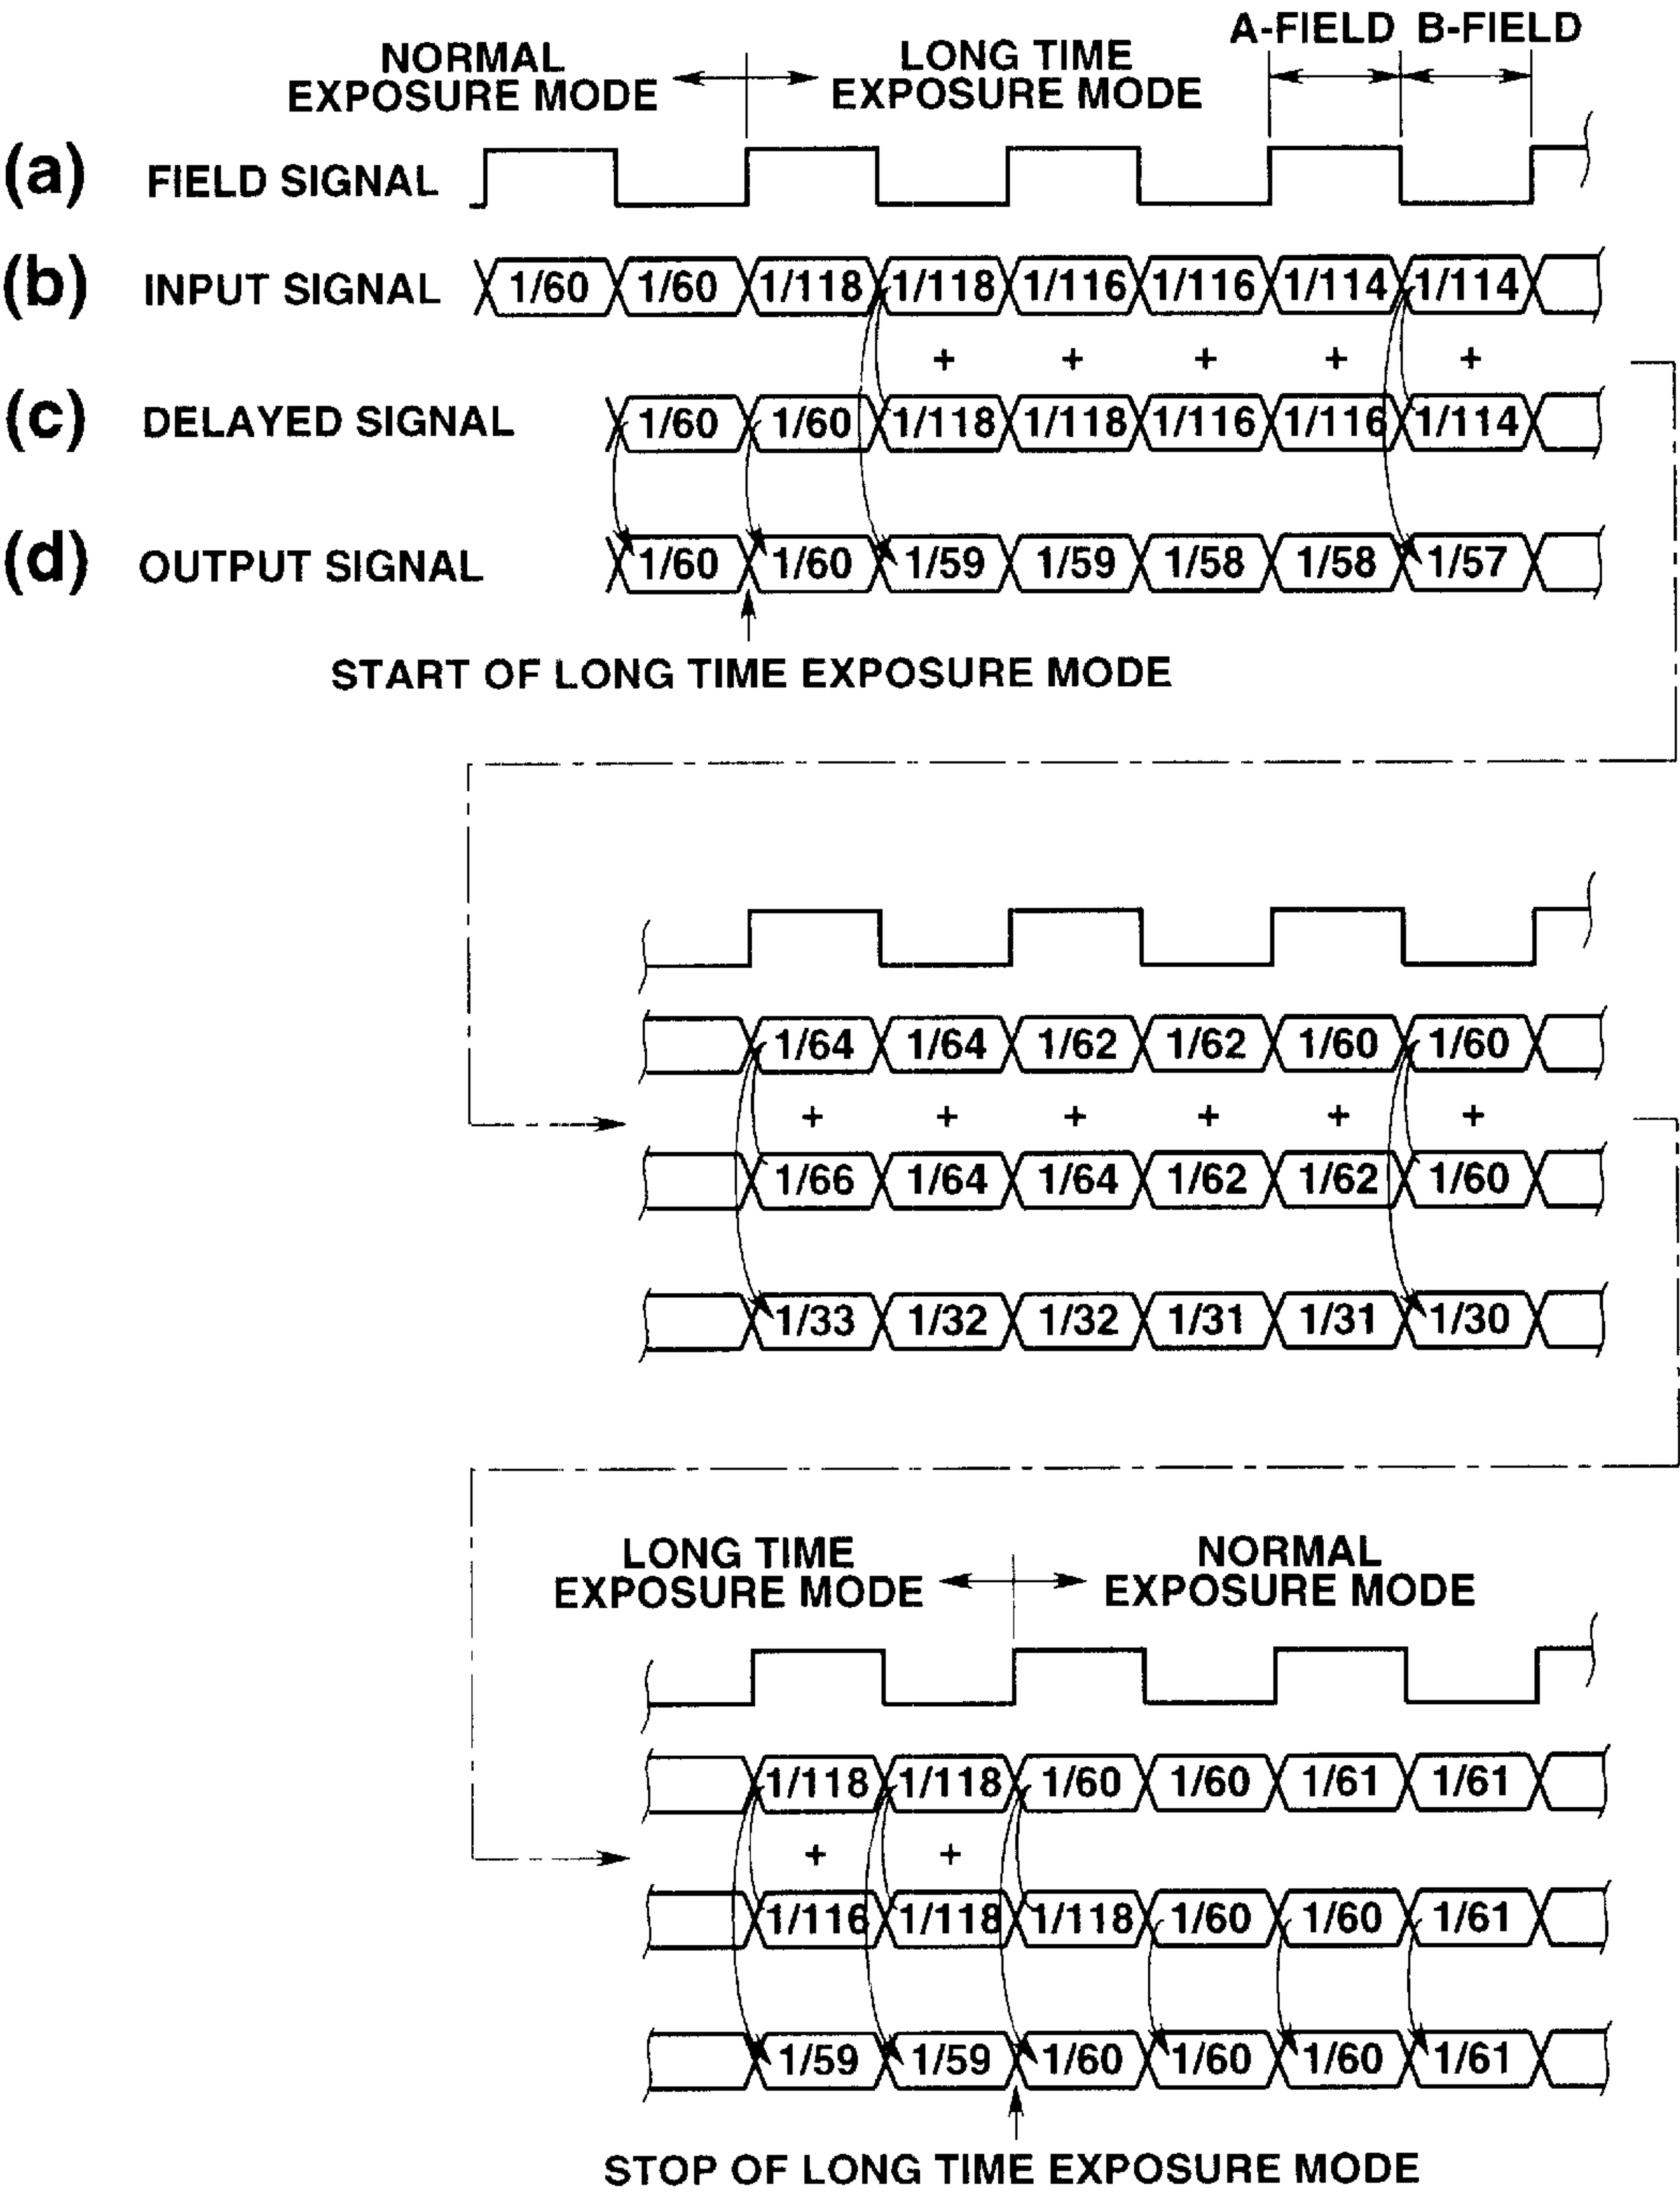 NORMAL
EXPOSURE MODE
LONG TIME
EXPOSURE MODE
A-FIELD B-FIELD
(a) FIELD SIGNAL
(b) INPUT SIGNAL 1/60 1/60 1/118 1/118 1/116 1/116 1/114 1/114
+ + + + +
(c) DELAYED SIGNAL 1/60 1/60 1/118 1/118 1/116 1/116 1/114
(d) OUTPUT SIGNAL 1/60 1/60 1/59 1/59 1/58 1/58 1/57
START OF LONG TIME EXPOSURE MODE
1/64 1/64 1/62 1/62 1/60 1/60
+ + + + + +
1/66 1/64 1/64 1/62 1/62 1/60
1/33 1/32 1/32 1/31 1/31 1/30
LONG TIME
EXPOSURE MODE
NORMAL
EXPOSURE MODE
1/118 1/118 1/60 1/60 1/61 1/61
+ +
1/116 1/118 1/118 1/60 1/60 1/61
1/59 1/59 1/60 1/60 1/60 1/61
STOP OF LONG TIME EXPOSURE MODE